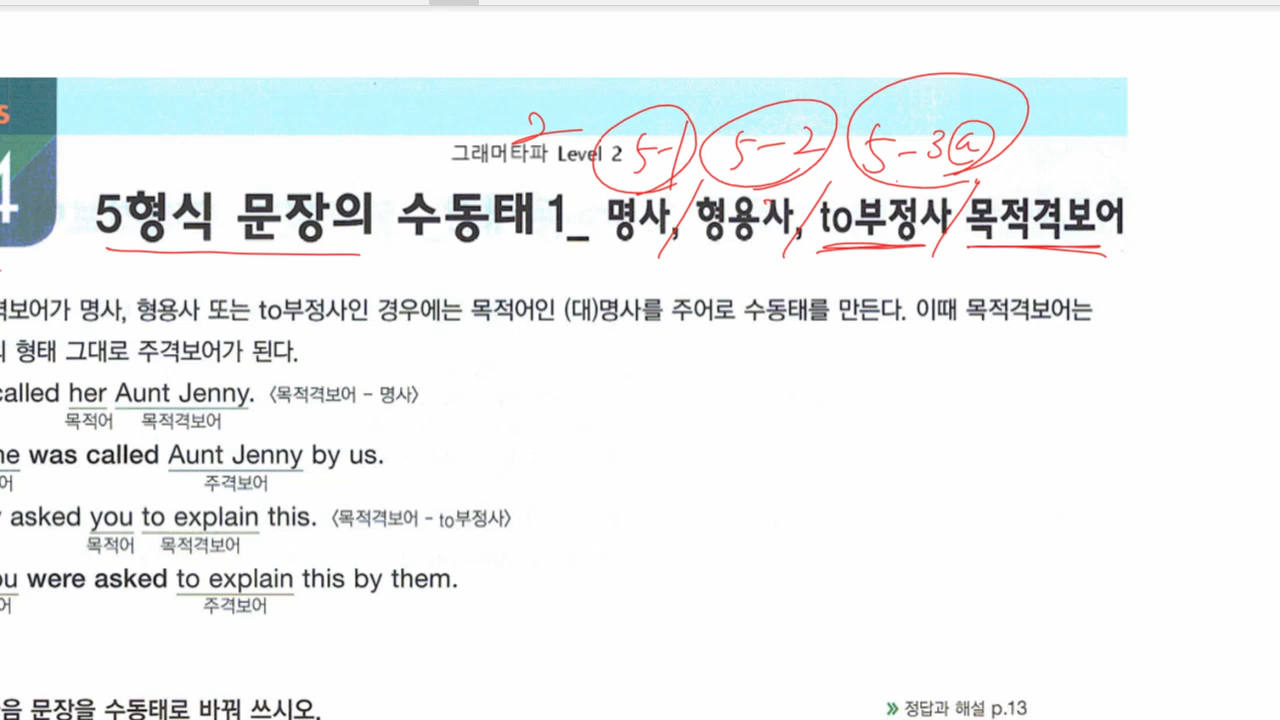 S
4
2
그래머타파 Level 2 5-1 5-2 5-3 ⓐ
5형식 문장의 수동태1_ 명사, 형용사, to부정사 목적격보어
격보어가 명사, 형용사 또는 to부정사인 경우에는 목적어인 (대)명사를 주어로 수동태를 만든다. 이때 목적격보어는
형태 그대로 주격보어가 된다.
called her Aunt Jenny. 〈목적격보어 – 명사〉
목적어 목적격보어
was called Aunt Jenny by us.
어 주격보어
asked you to explain this. 〈목적격보어 – to부정사〉
목적어 목적격보어
were asked to explain this by them.
어 주격보어
음 문장을 수동태로 바꿔 쓰시오.
» 정답과 해설 p.13